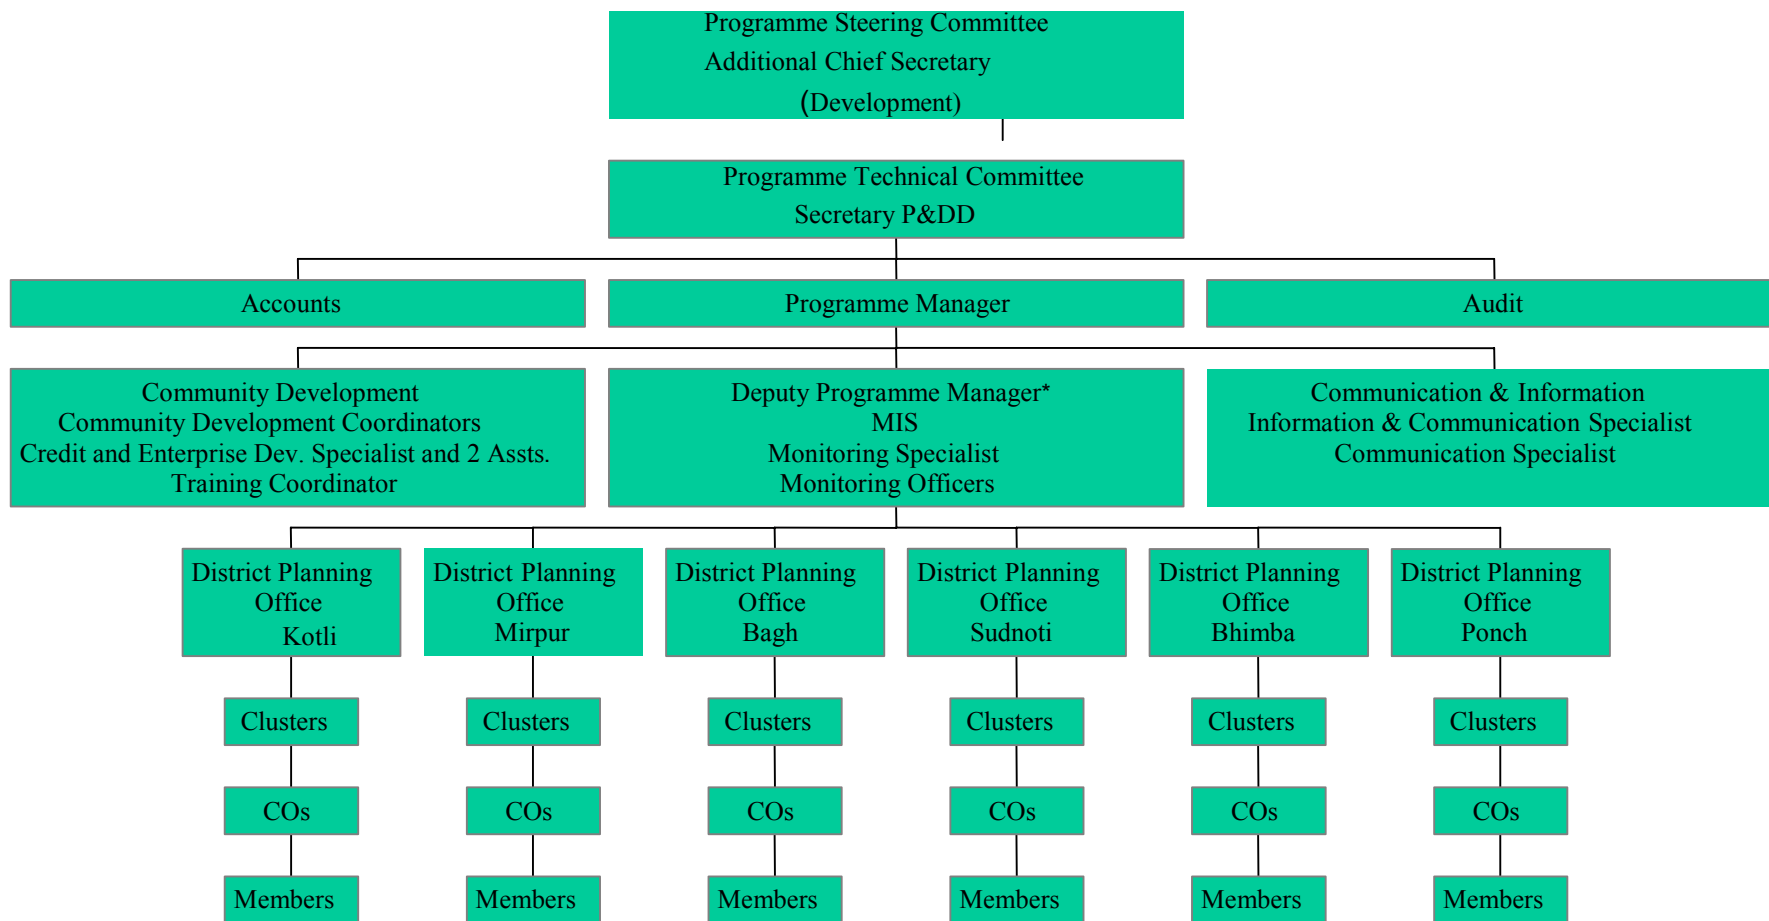 Programme Steering Committee
Additional Chief Secretary
(Development)
Programme Technical Committee
Secretary P&DD
Accounts
Programme Manager
Audit
Community Development
Community Development Coordinators
Credit and Enterprise Dev. Specialist and 2 Assts.
Training Coordinator
Deputy Programme Manager*
MIS
Monitoring Specialist
Monitoring Officers
Communication & Information
Information & Communication Specialist
Communication Specialist
District Planning
Office
Kotli
District Planning
Office
Mirpur
District Planning
Office
Bagh
District Planning
Office
Sudnoti
District Planning
Office
Bhimba
District Planning
Office
Ponch
Clusters
Clusters
Clusters
Clusters
Clusters
Clusters
COs
COs
COs
COs
COs
COs
Members
Members
Members
Members
Members
Members